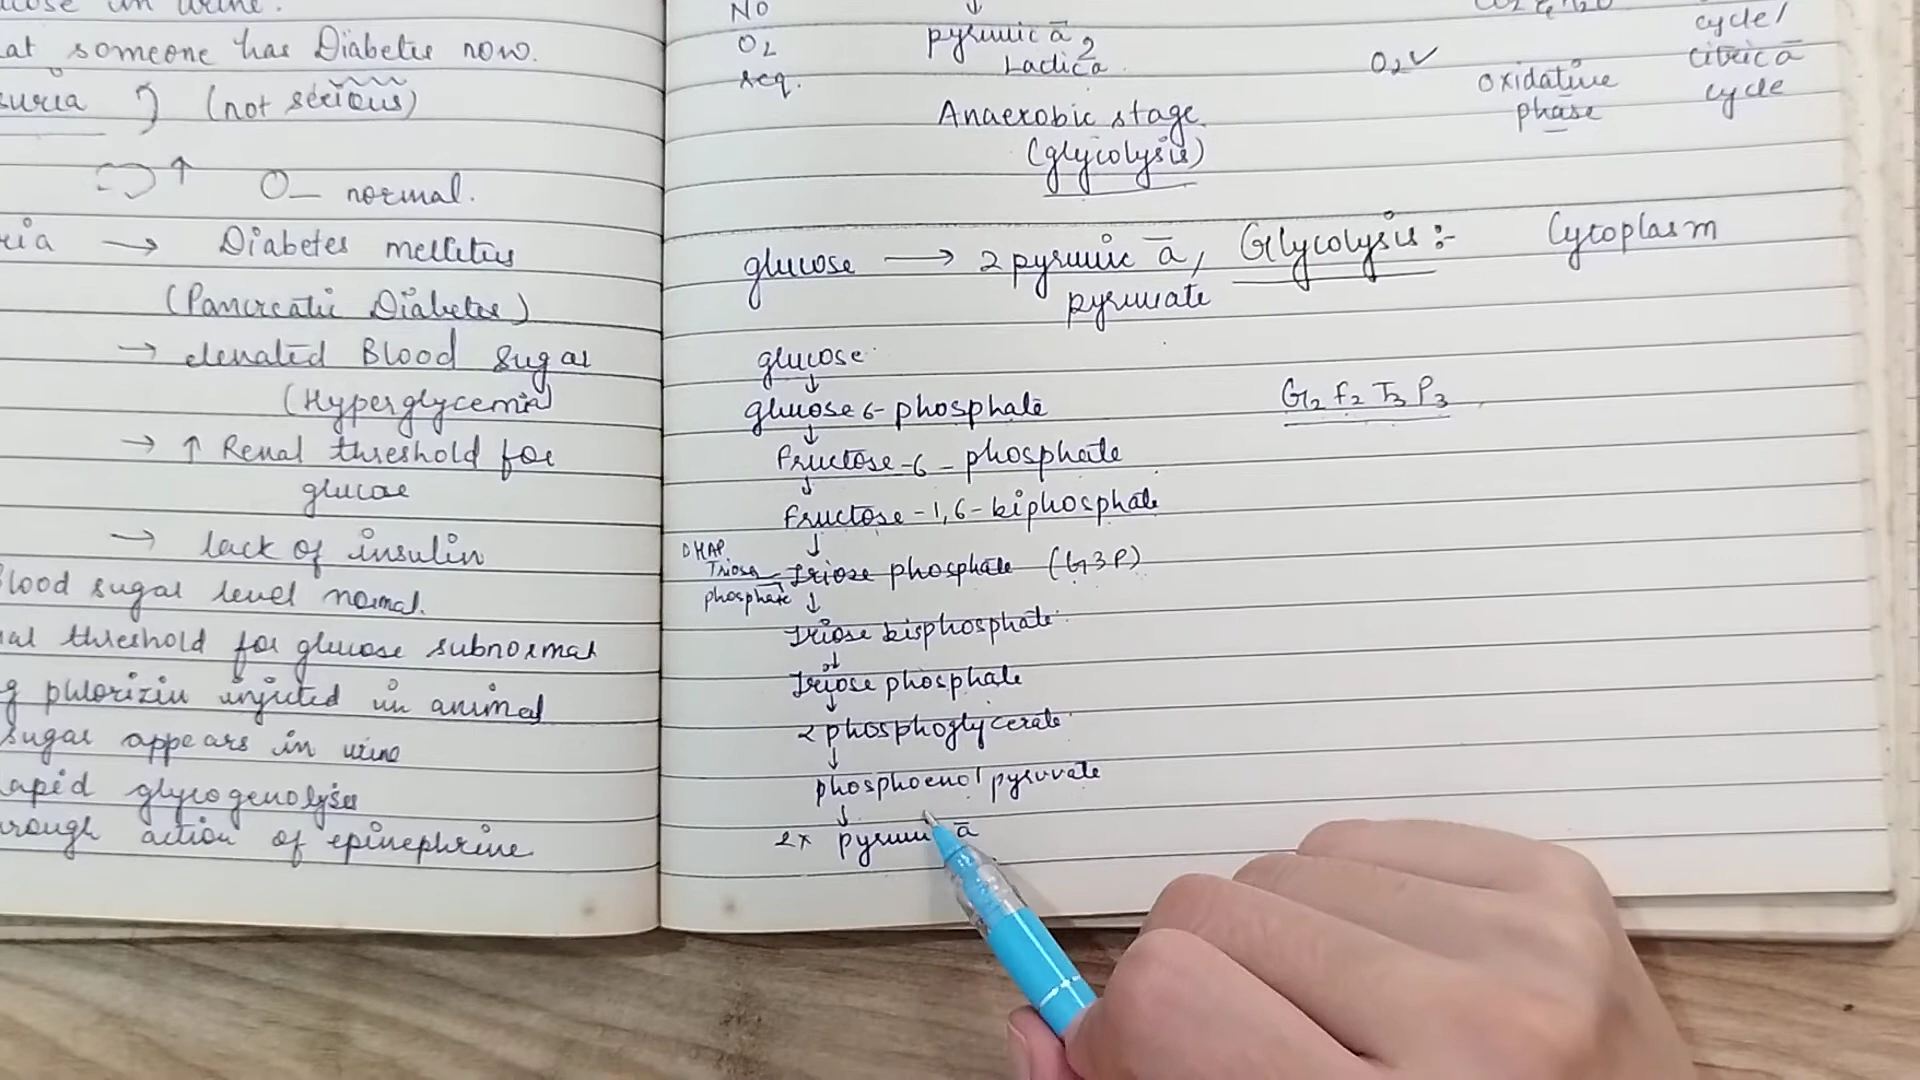 at someone has Diabetes now.
suria (not serious)
↑ O— normal.
ria → Diabetes mellitus
(Pancreatic Diabetes)
→ elevated Blood Sugar
(Hyperglycemia)
→ ↑ Renal threshold for
glucose
→ lack of insulin
Blood sugar level normal.
al threshold for glucose subnormal
g phlorizin injected in animal
sugar appears in urine
apid glycogenolysis
rough action of epinephrine
NO
O2
req.
↓
pyruvic ā
2
Lactic ā
O2✓
oxidative
phase
cycle/
citric ā
cycle
Anaerobic stage
(glycolysis)
glucose → 2 pyruvic ā, Glycolysis:- Cytoplasm
pyruvate
glucose
↓
glucose 6-phosphate
G2 F2 T3 P3
↓
fructose-6-phosphate
↓
fructose-1,6-biphosphate
↓
DHAP
Triose
phosphate
Triose phosphate (G3P)
↓
Triose bisphosphate
↓
Triose phosphate
↓
2 phosphoglycerate
↓
phosphoenol pyruvate
↓
2x ā